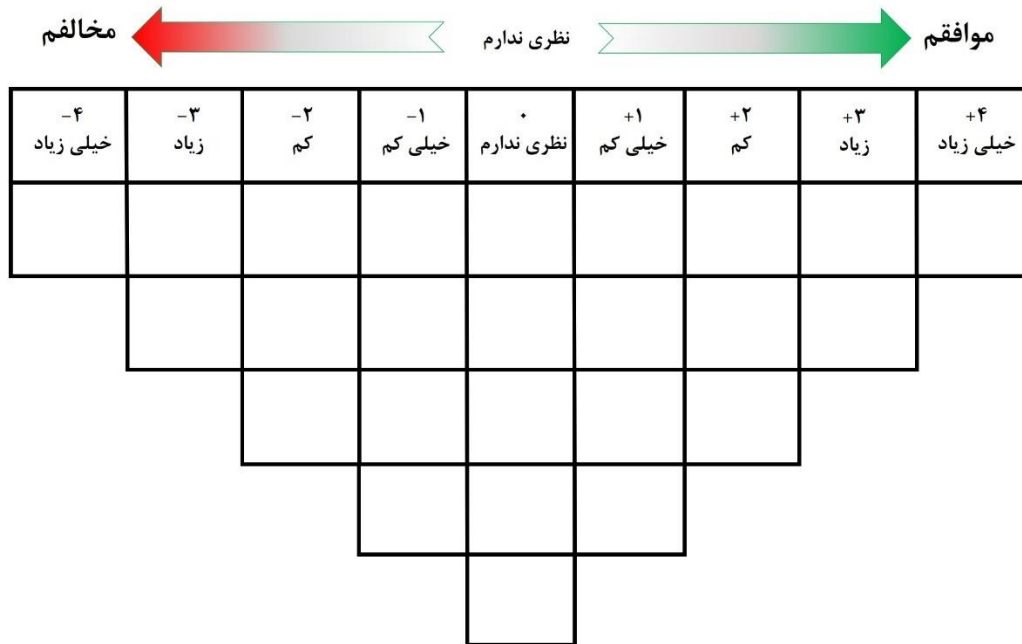 موافقم
نظری ندارم
مخالفم
+۴
خیلی زیاد
+۳
زیاد
+۲
کم
+۱
خیلی کم
۰
نظری ندارم
-۱
خیلی کم
-۲
کم
-۳
زیاد
-۴
خیلی زیاد